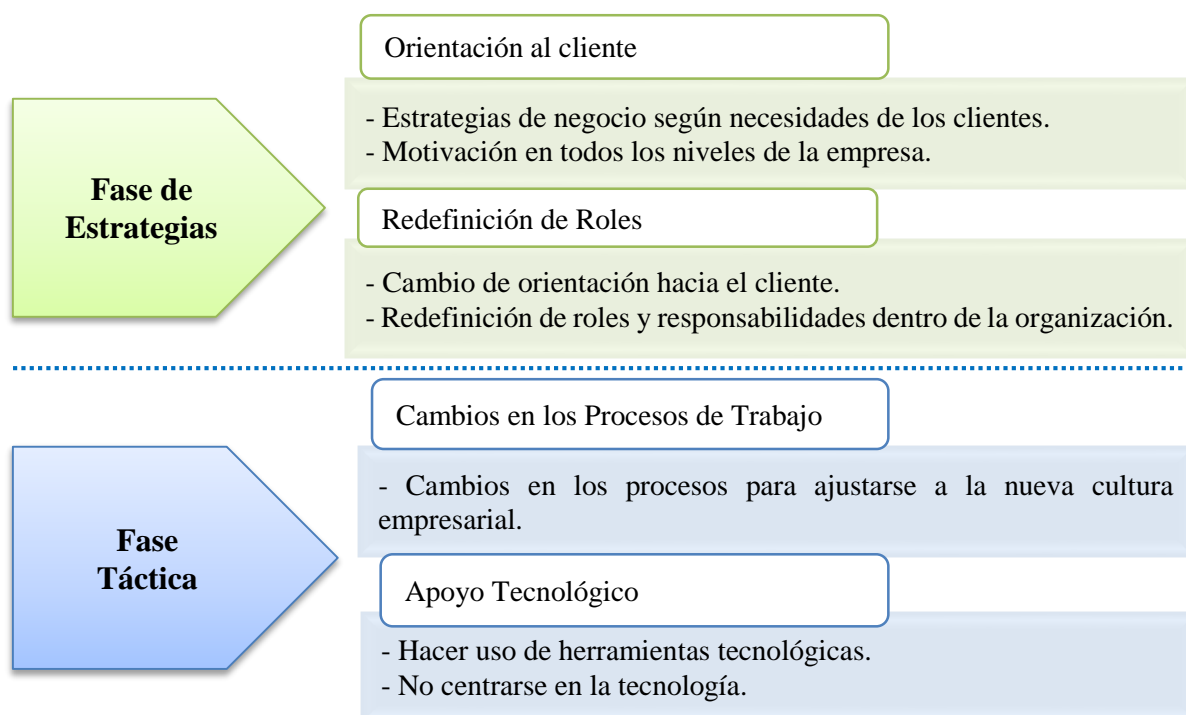 Orientación al cliente
- Estrategias de negocio según necesidades de los clientes.
- Motivación en todos los niveles de la empresa.
Fase de
Estrategias
Redefinición de Roles
- Cambio de orientación hacia el cliente.
- Redefinición de roles y responsabilidades dentro de la organización.
Cambios en los Procesos de Trabajo
- Cambios en los procesos para ajustarse a la nueva cultura
empresarial.
Fase
Táctica
Apoyo Tecnológico
- Hacer uso de herramientas tecnológicas.
- No centrarse en la tecnología.